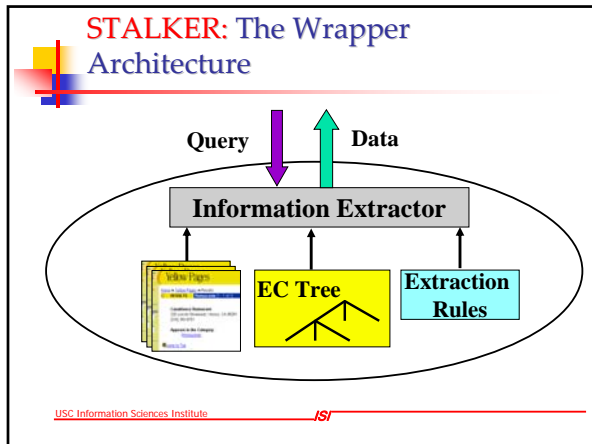 STALKER: The Wrapper
Architecture
Query
Data
Information Extractor
Yellow Pages
EC Tree
Extraction
Rules
USC Information Sciences Institute
ISI